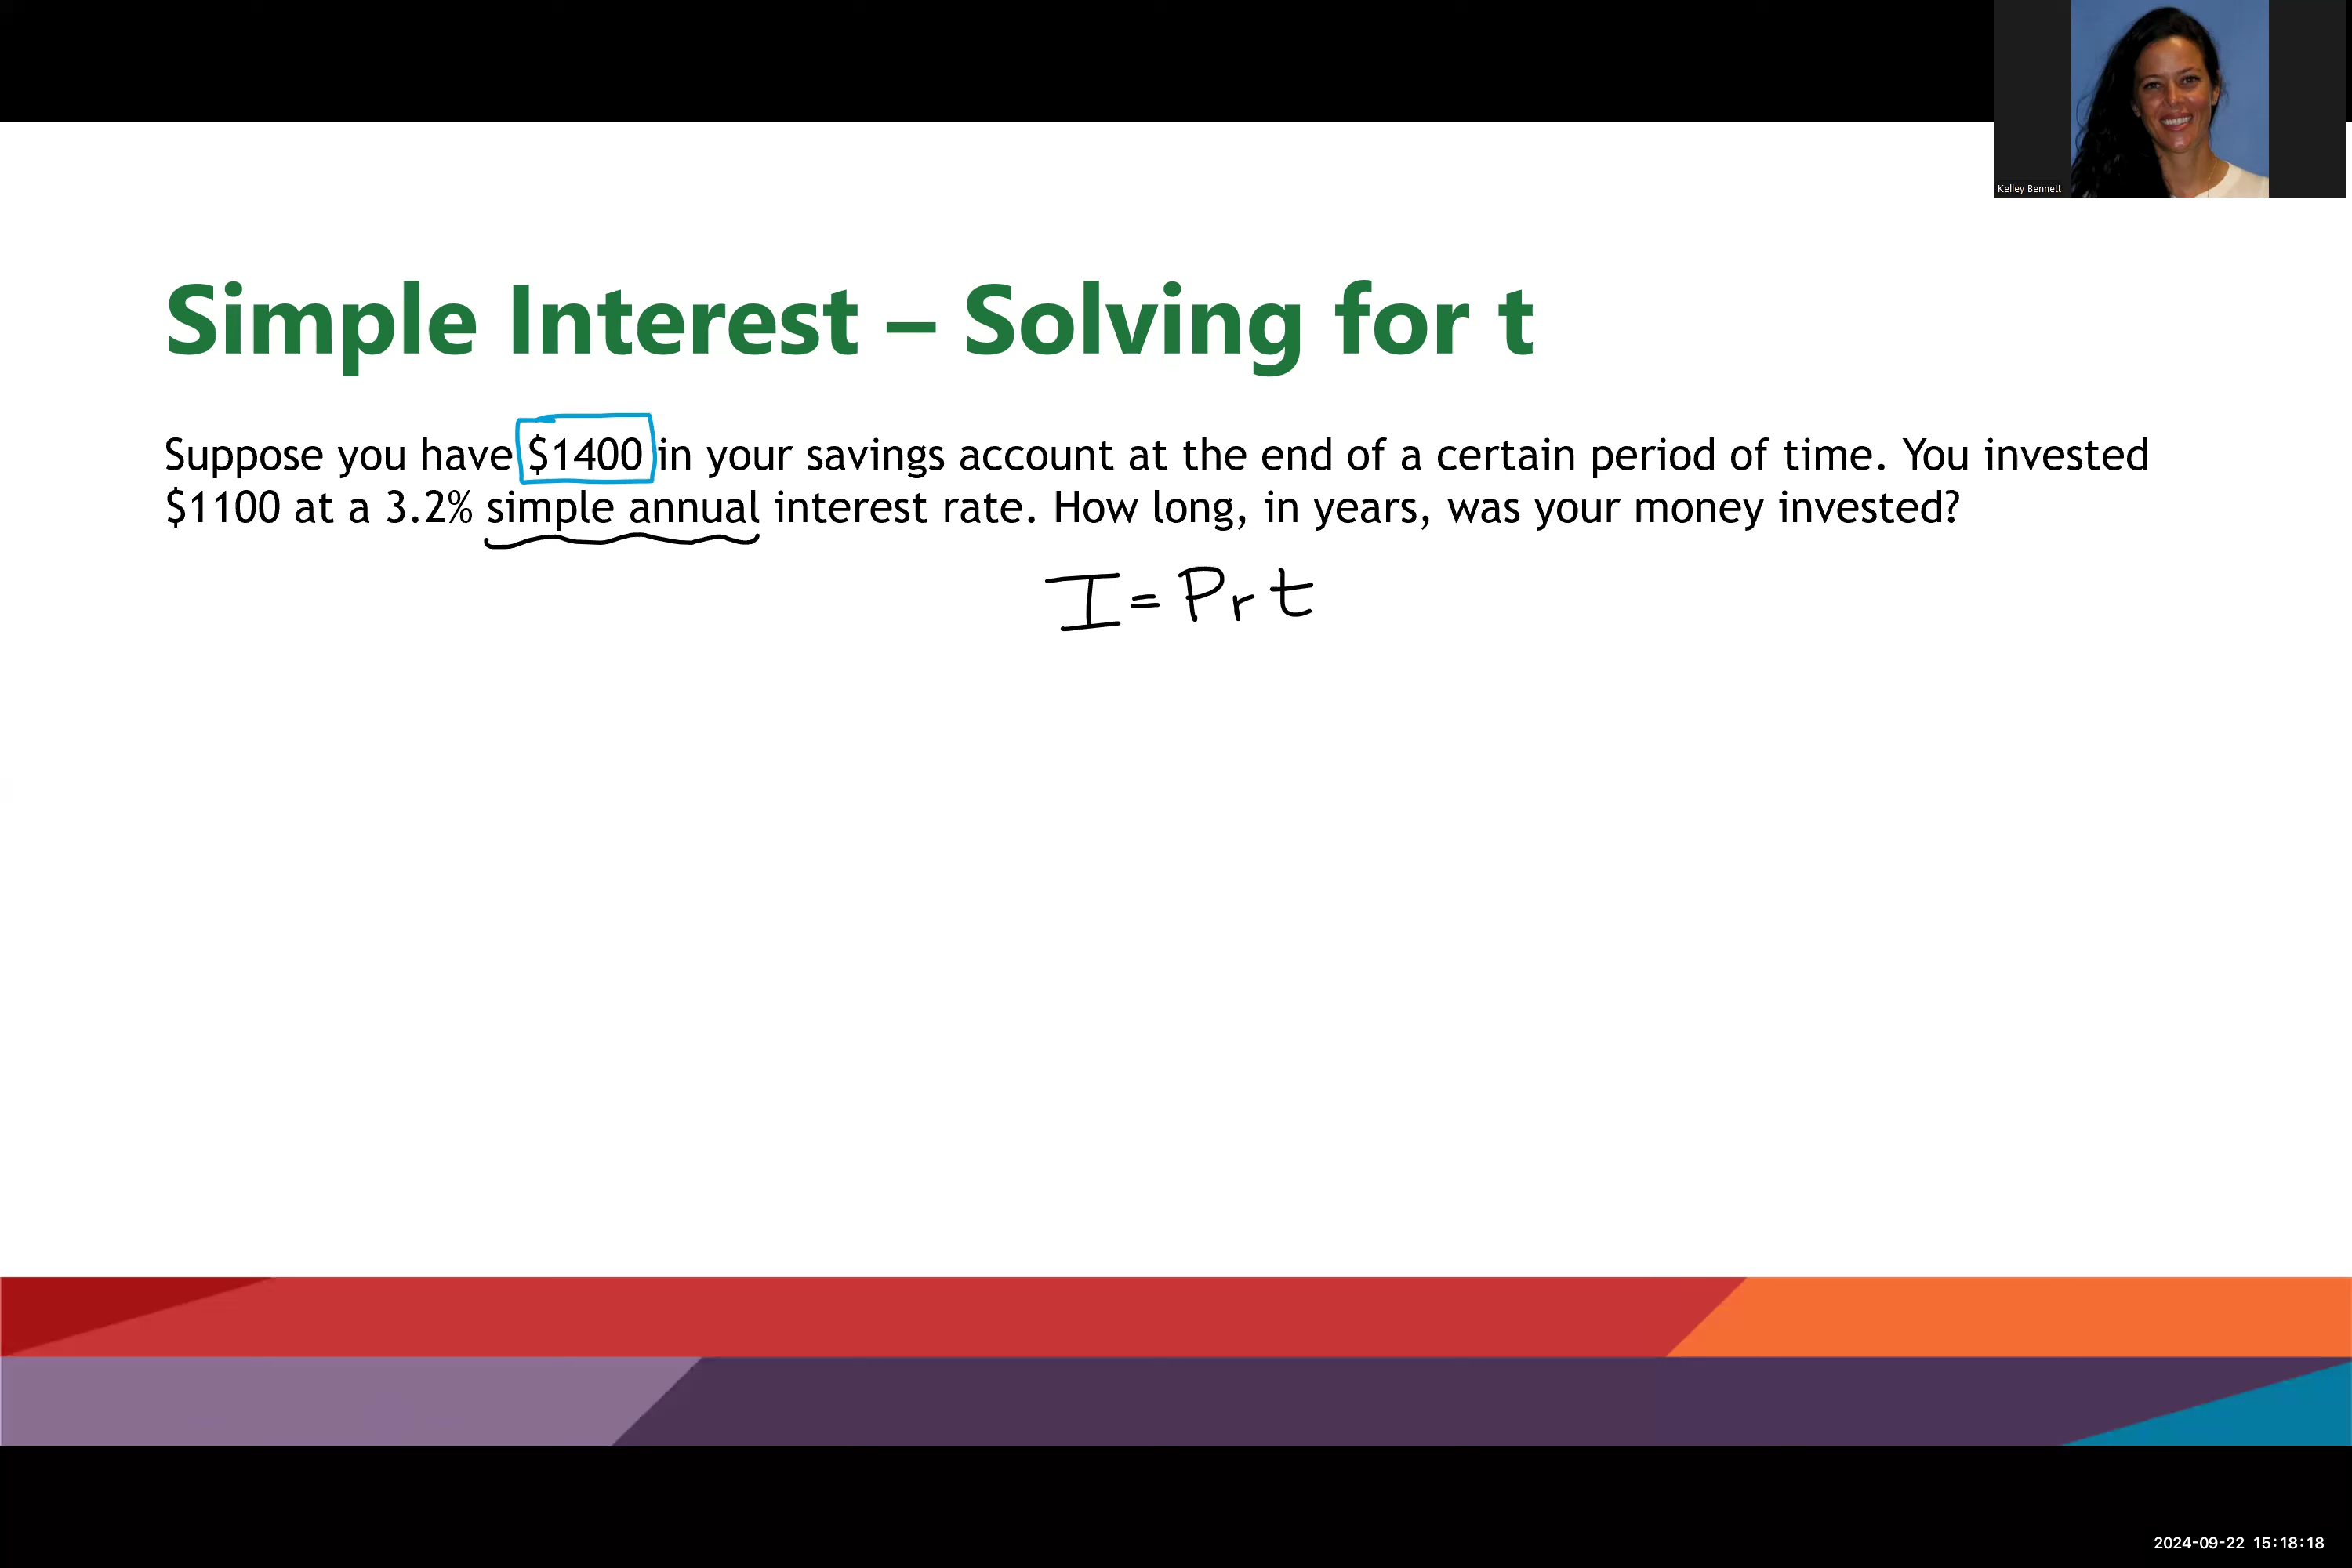 Kelley Bennett
Simple Interest – Solving for t
Suppose you have $1400 in your savings account at the end of a certain period of time. You invested
$1100 at a 3.2% simple annual interest rate. How long, in years, was your money invested?
I = Prt
2024-09-22 15:18:18